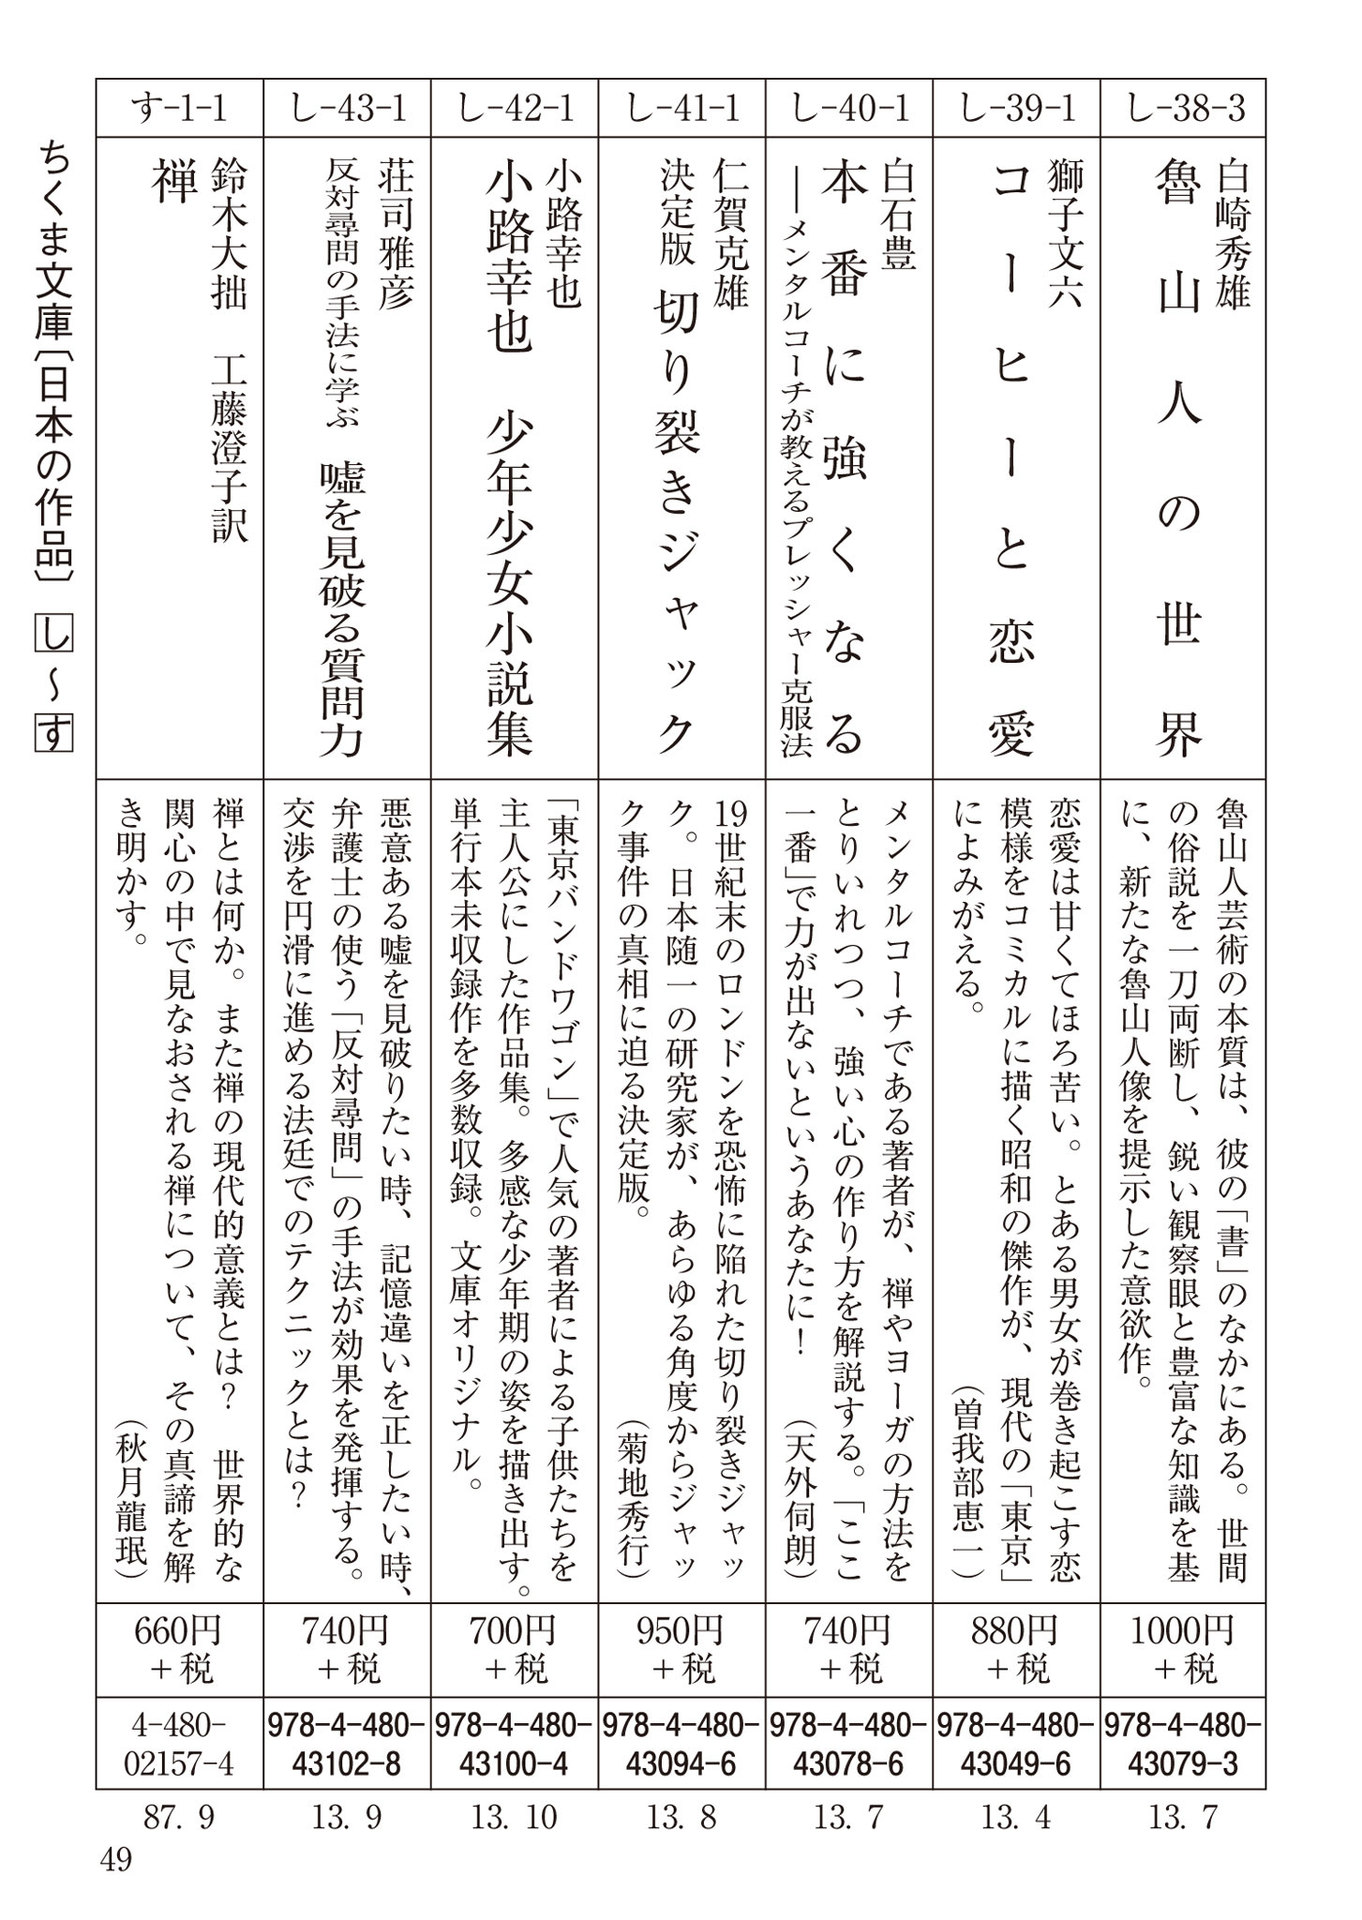 し-38-3
白崎秀雄
魯山人の世界
魯山人芸術の本質は、彼の「書」のなかにある。世間
の俗説を一刀両断し、鋭い観察眼と豊富な知識を基
に、新たな魯山人像を提示した意欲作。
1000円
+税
978-4-480-
43079-3
13. 7
し-39-1
獅子文六
コーヒーと恋愛
恋愛は甘くてほろ苦い。とある男女が巻き起こす恋
模様をコミカルに描く昭和の傑作が、現代の「東京」
によみがえる。（曽我部恵一）
880円
+税
978-4-480-
43049-6
13. 4
し-40-1
白石豊
本番に強くなる
――メンタルコーチが教えるプレッシャー克服法
メンタルコーチである著者が、禅やヨーガの方法を
とりいれつつ、強い心の作り方を解説する。「ここ
一番」で力が出ないというあなたに！（天外伺朗）
740円
+税
978-4-480-
43078-6
13. 7
し-41-1
仁賀克雄
決定版 切り裂きジャック
19世紀末のロンドンを恐怖に陥れた切り裂きジャッ
ク。日本随一の研究家が、あらゆる角度からジャッ
ク事件の真相に迫る決定版。（菊地秀行）
950円
+税
978-4-480-
43094-6
13. 8
し-42-1
小路幸也
小路幸也 少年少女小説集
「東京バンドワゴン」で人気の著者による子供たちを
主人公にした作品集。多感な少年期の姿を描き出す。
単行本未収録作を多数収録。文庫オリジナル。
700円
+税
978-4-480-
43100-4
13. 10
し-43-1
荘司雅彦
反対尋問の手法に学ぶ 嘘を見破る質問力
悪意ある嘘を見破りたい時、記憶違いを正したい時、
弁護士の使う「反対尋問」の手法が効果を発揮する。
交渉を円滑に進める法廷でのテクニックとは？
740円
+税
978-4-480-
43102-8
13. 9
す-1-1
鈴木大拙 工藤澄子訳
禅
禅とは何か。また禅の現代的意義とは？ 世界的な
関心の中で見なおされる禅について、その真諦を解
き明かす。（秋月龍珉）
660円
+税
4-480-
02157-4
87. 9
ちくま文庫〔日本の作品〕 し〜す
49